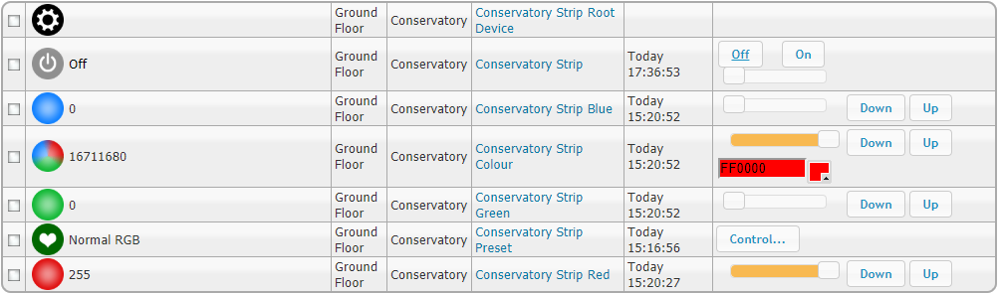 Ground Floor Conservatory Conservatory Strip Root Device
Off Ground Floor Conservatory Conservatory Strip Today 17:36:53 Off On
0 Ground Floor Conservatory Conservatory Strip Blue Today 15:20:52 Down Up
16711680 Ground Floor Conservatory Conservatory Strip Colour Today 15:20:52 Down Up
FF0000
0 Ground Floor Conservatory Conservatory Strip Green Today 15:20:52 Down Up
Normal RGB Ground Floor Conservatory Conservatory Strip Preset Today 15:16:56 Control...
255 Ground Floor Conservatory Conservatory Strip Red Today 15:20:27 Down Up